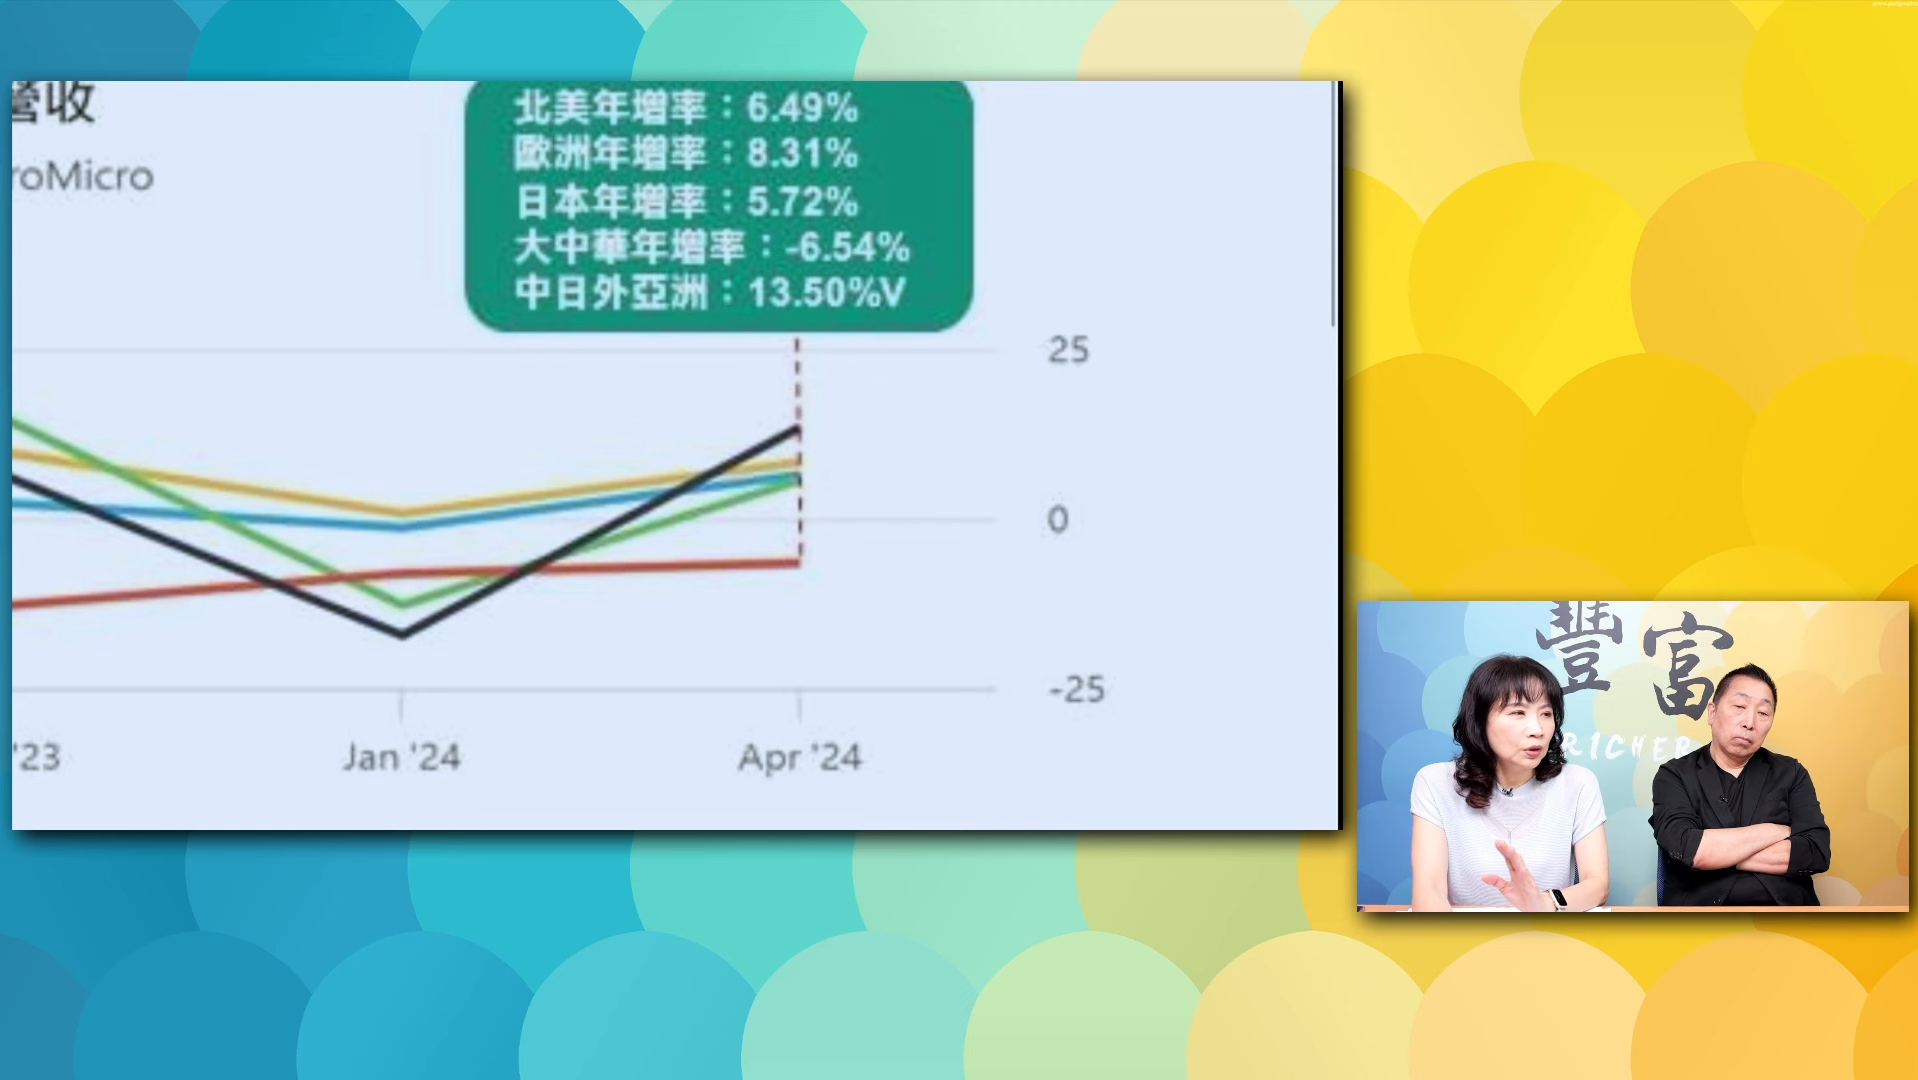 營收
roMicro
北美年增率：6.49%
歐洲年增率：8.31%
日本年增率：5.72%
大中華年增率：-6.54%
中日外亞洲：13.50%V
25
0
-25
'23
Jan '24
Apr '24
豐富
RICHER